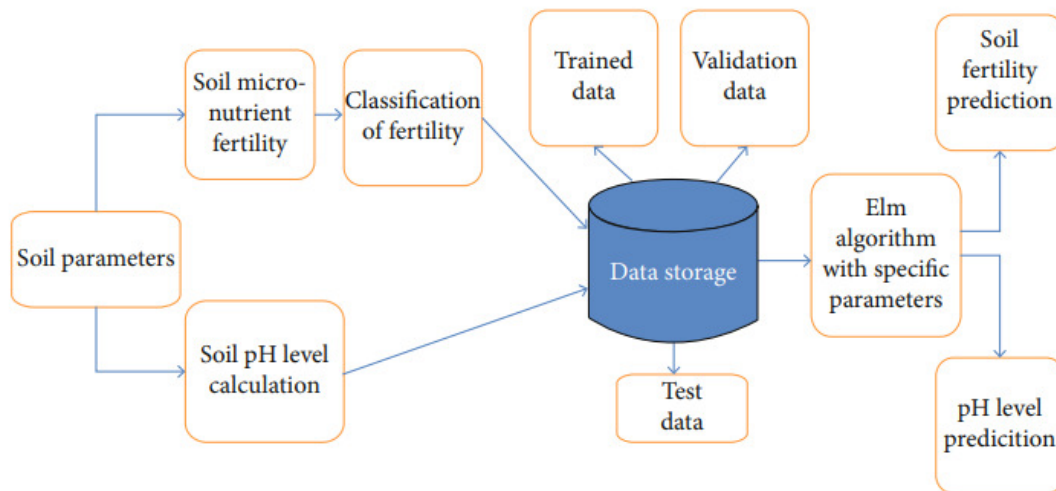 Soil parameters
Soil micro-
nutrient
fertility
Classification
of fertility
Soil pH level
calculation
Trained
data
Validation
data
Data storage
Test
data
Elm
algorithm
with specific
parameters
Soil
fertility
prediction
pH level
predicition